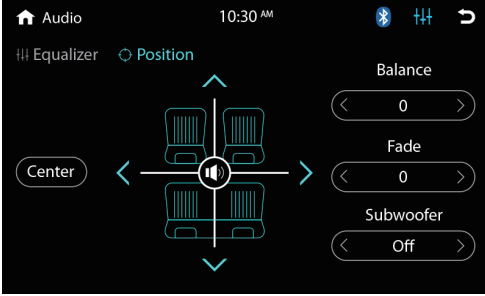 Audio
10:30 AM
Equalizer
Position
Balance
0
Fade
0
Center
Subwoofer
Off